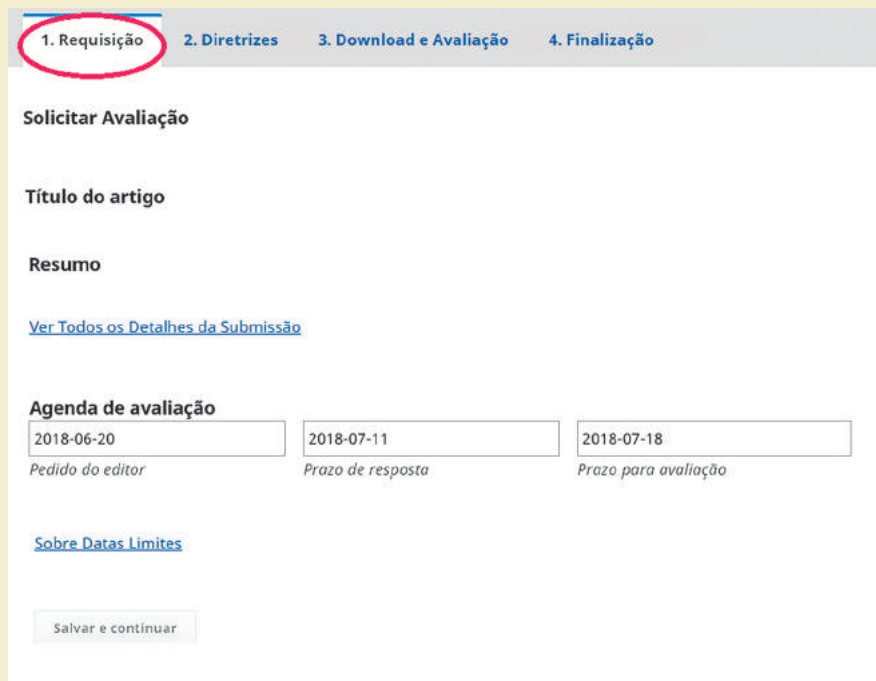 1. Requisição 2. Diretrizes 3. Download e Avaliação 4. Finalização
Solicitar Avaliação
Título do artigo
Resumo
Ver Todos os Detalhes da Submissão
Agenda de avaliação
2018-06-20 2018-07-11 2018-07-18
Pedido do editor Prazo de resposta Prazo para avaliação
Sobre Datas Limites
Salvar e continuar